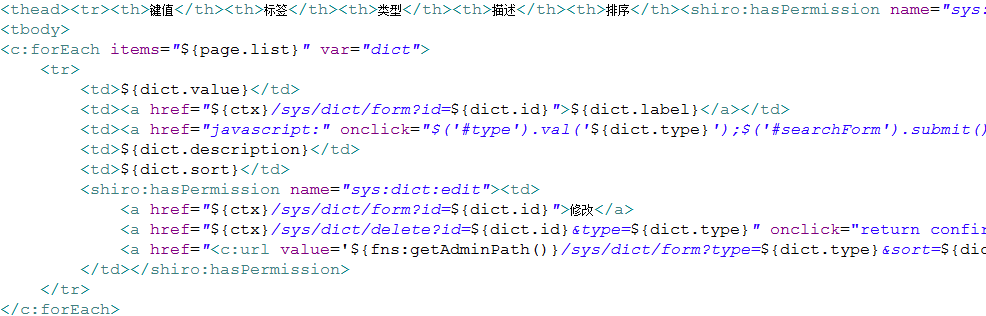 <thead><tr><th>键值</th><th>标签</th><th>类型</th><th>描述</th><th>排序</th><shiro:hasPermission name="sys:
<tbody>
<c:forEach items="${page.list}" var="dict">
<tr>
<td>${dict.value}</td>
<td><a href="${ctx}/sys/dict/form?id=${dict.id}">${dict.label}</a></td>
<td><a href="javascript:" onclick="$('#type').val('${dict.type}');$('#searchForm').submit()
<td>${dict.description}</td>
<td>${dict.sort}</td>
<shiro:hasPermission name="sys:dict:edit"><td>
<a href="${ctx}/sys/dict/form?id=${dict.id}">修改</a>
<a href="${ctx}/sys/dict/delete?id=${dict.id}&type=${dict.type}" onclick="return confir
<a href="<c:url value='${fns:getAdminPath()}/sys/dict/form?type=${dict.type}&sort=${dic
</td></shiro:hasPermission>
</tr>
</c:forEach>